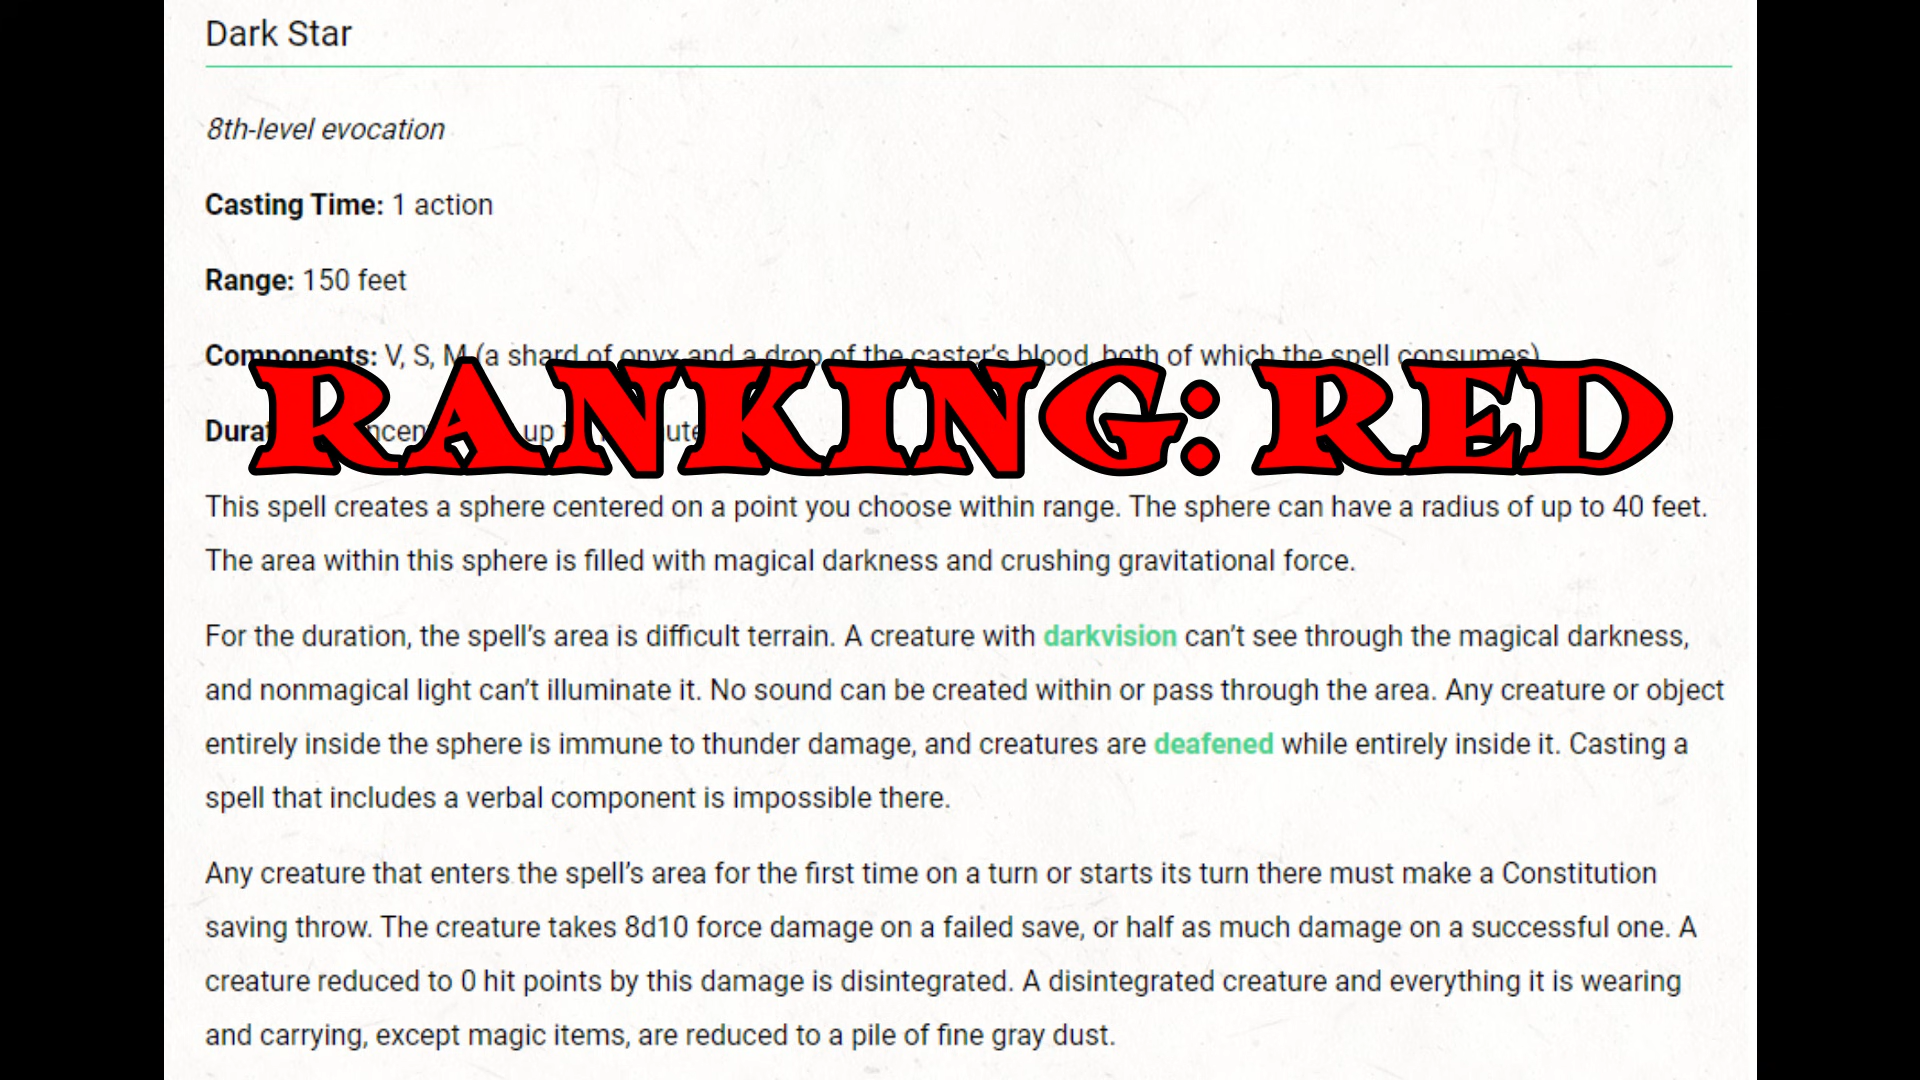 Dark Star
8th-level evocation
Casting Time: 1 action
Range: 150 feet
Components: V, S, M (a shard of onyx and a drop of the caster's blood, both of which the spell consumes)
RANKING: RED
This spell creates a sphere centered on a point you choose within range. The sphere can have a radius of up to 40 feet.
The area within this sphere is filled with magical darkness and crushing gravitational force.
For the duration, the spell's area is difficult terrain. A creature with darkvision can't see through the magical darkness,
and nonmagical light can't illuminate it. No sound can be created within or pass through the area. Any creature or object
entirely inside the sphere is immune to thunder damage, and creatures are deafened while entirely inside it. Casting a
spell that includes a verbal component is impossible there.
Any creature that enters the spell's area for the first time on a turn or starts its turn there must make a Constitution
saving throw. The creature takes 8d10 force damage on a failed save, or half as much damage on a successful one. A
creature reduced to 0 hit points by this damage is disintegrated. A disintegrated creature and everything it is wearing
and carrying, except magic items, are reduced to a pile of fine gray dust.